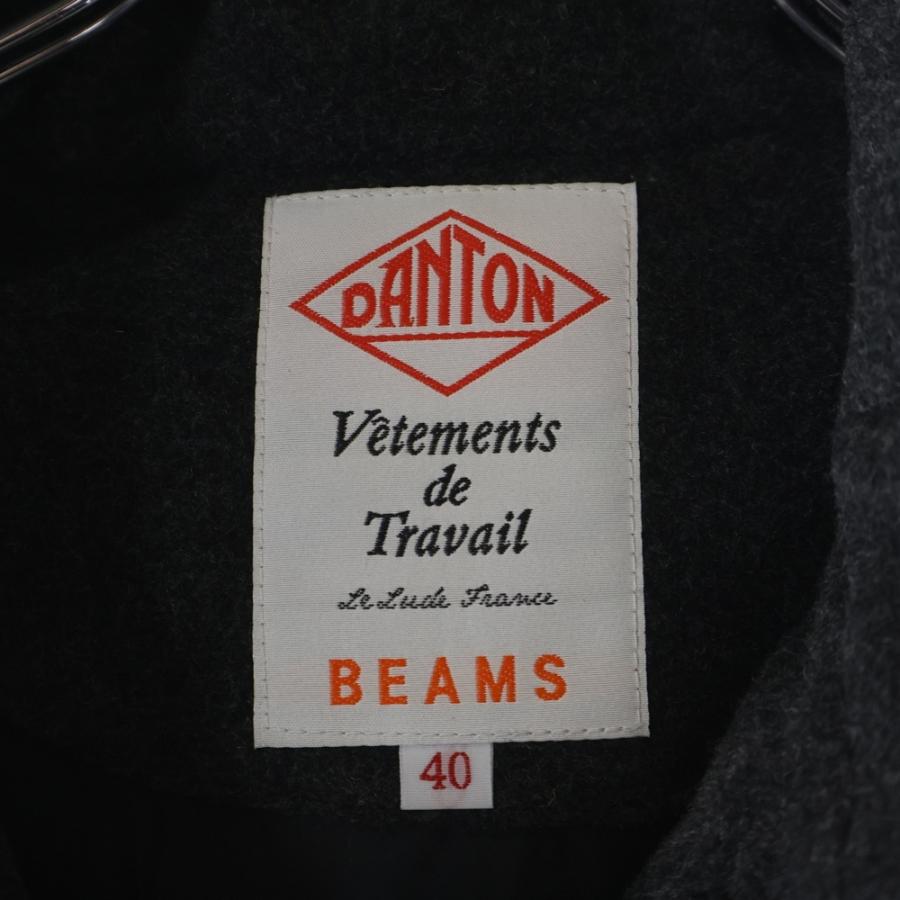 DANTON
Vêtements
de
Travail
Le Lude France
BEAMS
40